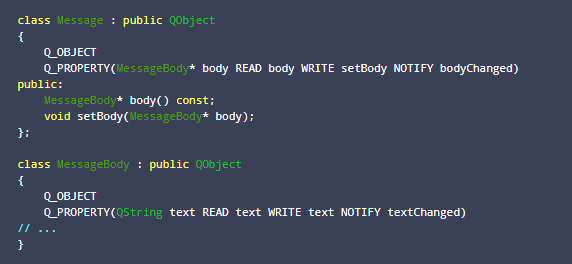 class Message : public QObject
{
    Q_OBJECT
    Q_PROPERTY(MessageBody* body READ body WRITE setBody NOTIFY bodyChanged)
public:
    MessageBody* body() const;
    void setBody(MessageBody* body);
};

class MessageBody : public QObject
{
    Q_OBJECT
    Q_PROPERTY(QString text READ text WRITE text NOTIFY textChanged)
// ...
}